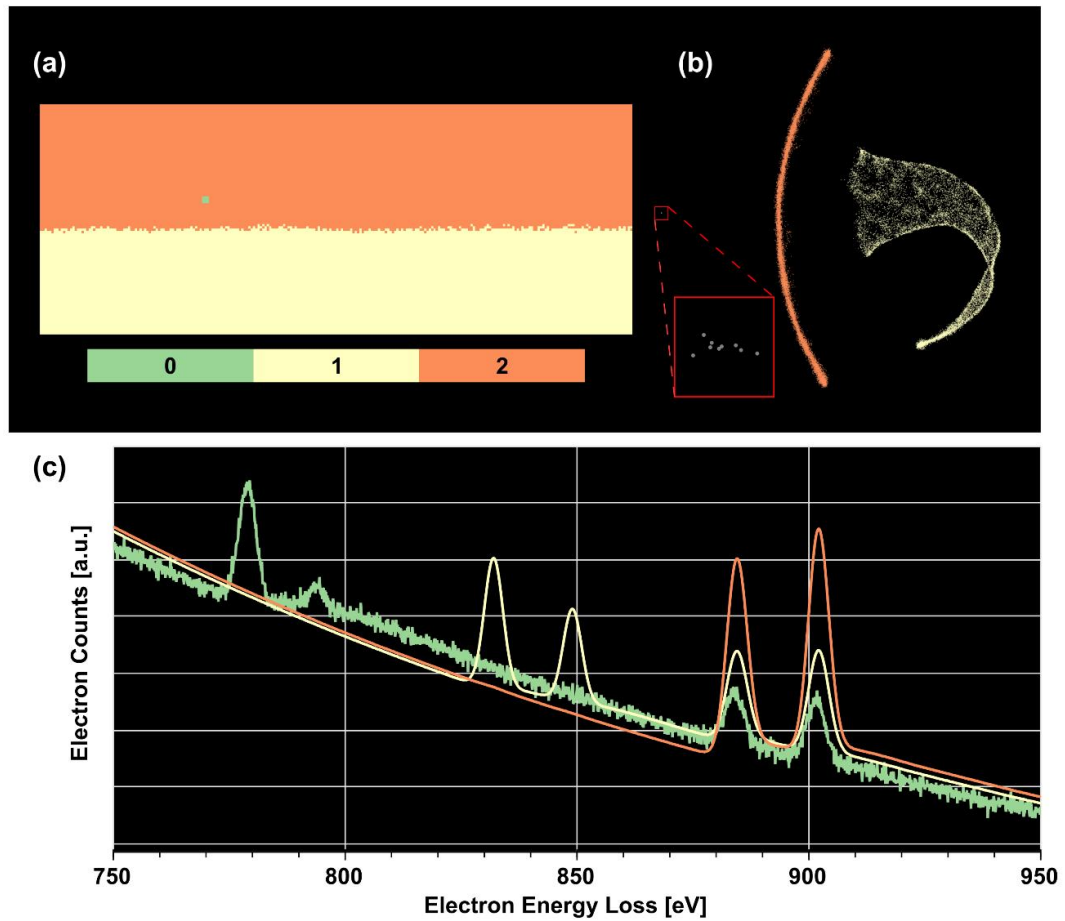 (a)
(b)
0 1 2
(c)
Electron Counts [a.u.]
750 800 850 900 950
Electron Energy Loss [eV]